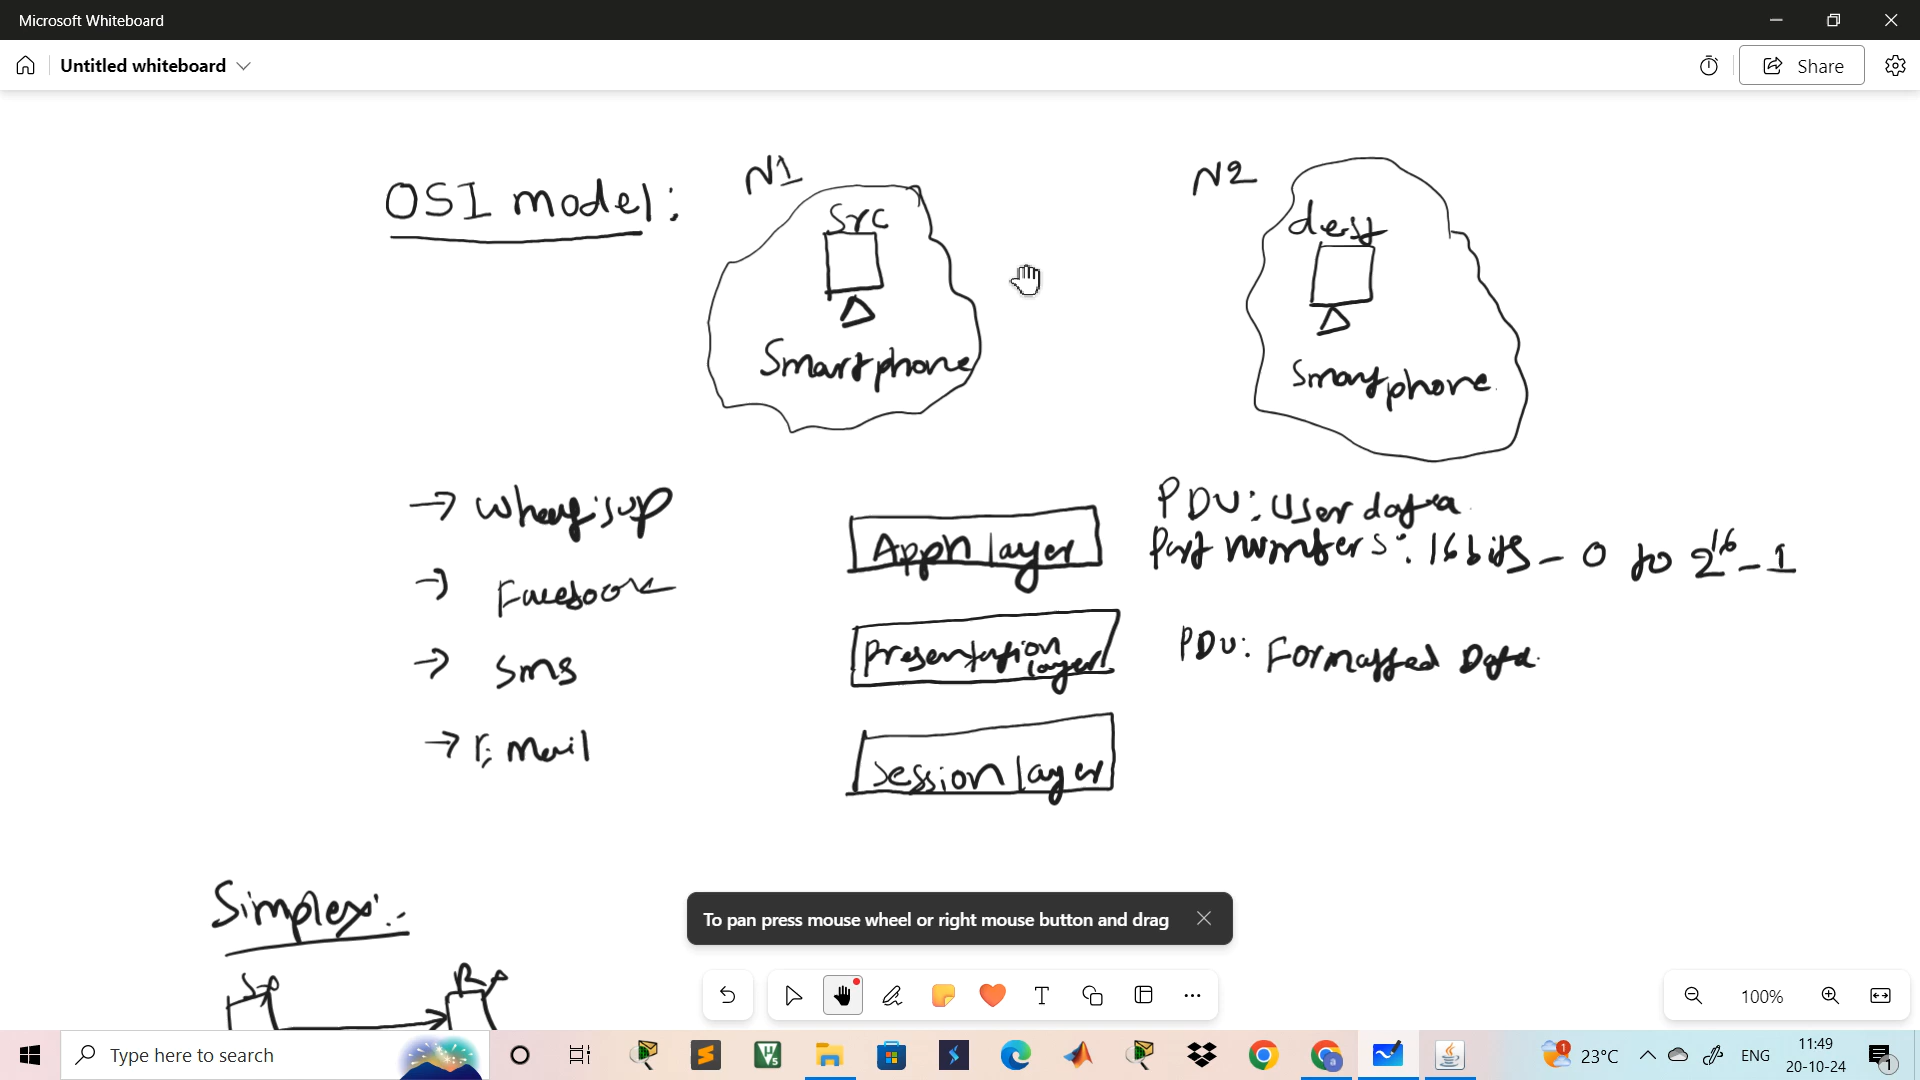 Microsoft Whiteboard
Untitled whiteboard
Share
OSI model:
N1
src
Smartphone
N2
dest
Smartphone
→ Whatsup
→ Facebook
→ Sms
→ E: Mail
Appn layer
PDU: User data
Port numbers: 16 bits - 0 to 2^16 - 1
Presentation layer
PDU: Formatted Data
Session layer
Simplex:
To pan press mouse wheel or right mouse button and drag
100%
Type here to search
1
23°C
ENG
11:49
20-10-24
1